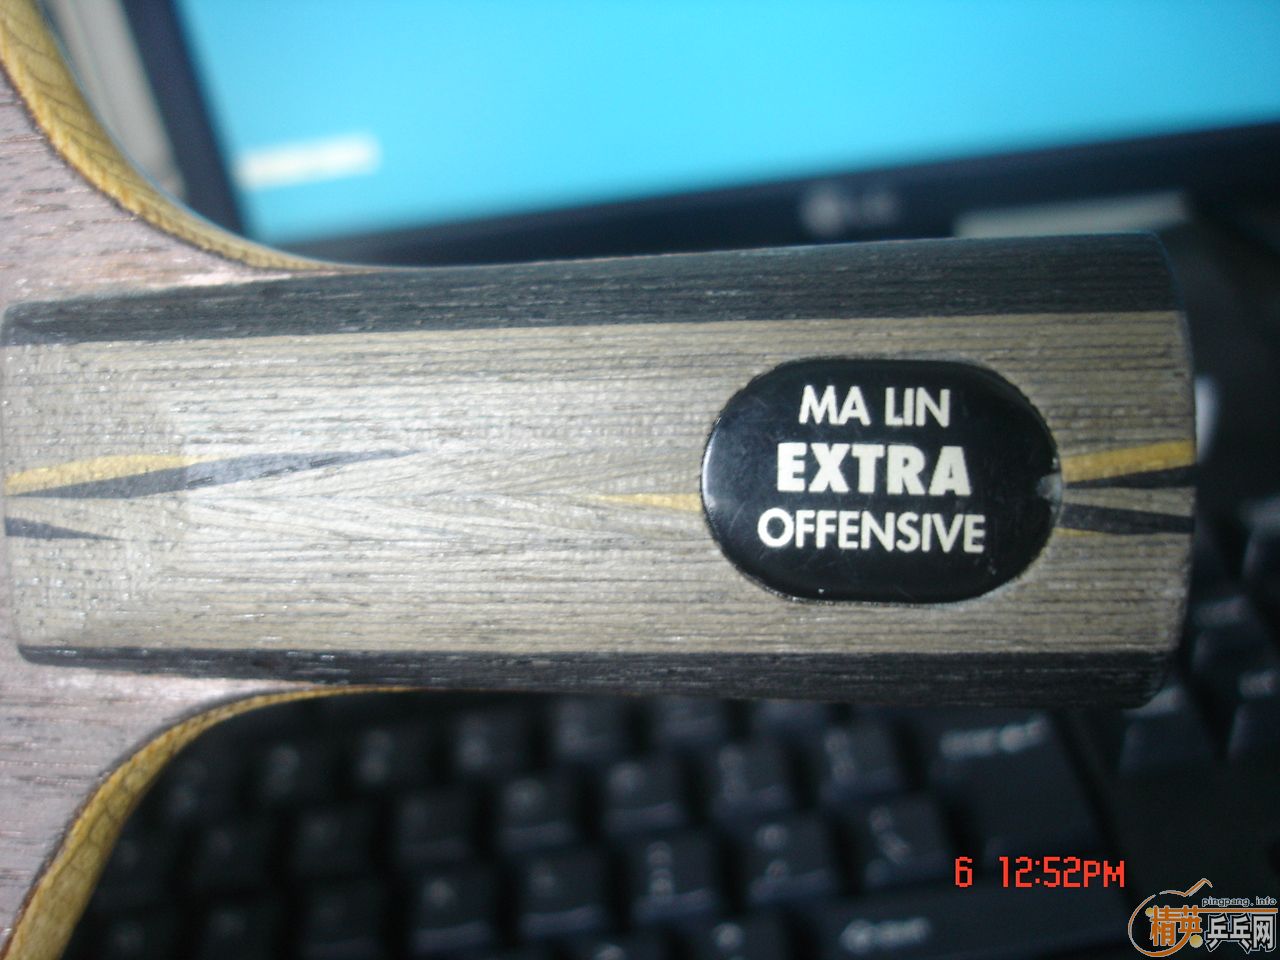 MA LIN
EXTRA
OFFENSIVE
6 12:52PM
pingpang.info
精英乒乓网